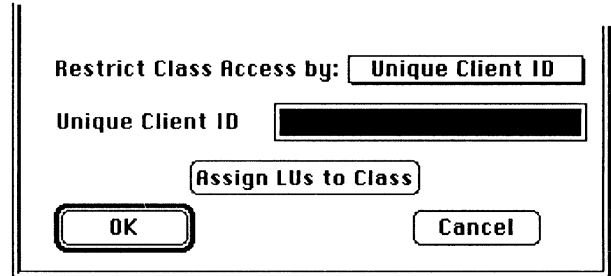 Restrict Class Access by: Unique Client ID
Unique Client ID
Assign LUs to Class
OK Cancel